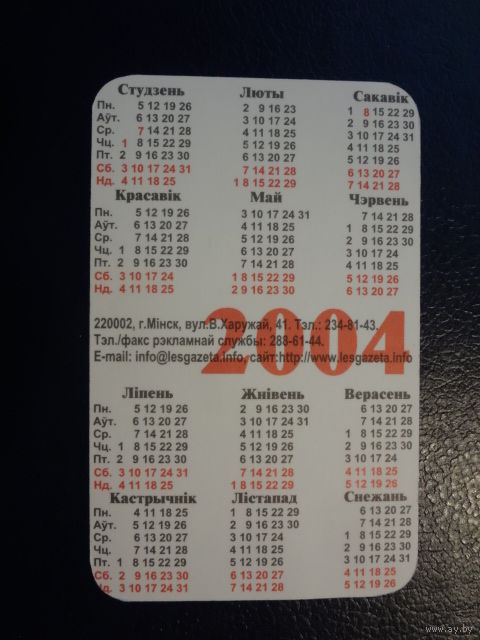 Студзень Люты Сакавік
Пн. 5 12 19 26 2 9 16 23 1 8 15 22 29
Аўт. 6 13 20 27 3 10 17 24 2 9 16 23 30
Ср. 7 14 21 28 4 11 18 25 3 10 17 24 31
Чц. 1 8 15 22 29 5 12 19 26 4 11 18 25
Пт. 2 9 16 23 30 6 13 20 27 5 12 19 26
Сб. 3 10 17 24 31 7 14 21 28 6 13 20 27
Нд. 4 11 18 25 1 8 15 22 29 7 14 21 28
Красавік Май Чэрвень
Пн. 5 12 19 26 3 10 17 24 31 7 14 21 28
Аўт. 6 13 20 27 4 11 18 25 1 8 15 22 29
Ср. 7 14 21 28 5 12 19 26 2 9 16 23 30
Чц. 1 8 15 22 29 6 13 20 27 3 10 17 24
Пт. 2 9 16 23 30 7 14 21 28 4 11 18 25
Сб. 3 10 17 24 1 8 15 22 29 5 12 19 26
Нд. 4 11 18 25 2 9 16 23 30 6 13 20 27
2004
220002, г.Мінск, вул.В.Харужай, 41. Тэл.: 234-81-43.
Тэл./факс рэкламнай службы: 288-61-44.
E-mail: info@lesgazeta.info, сайт:http://www.lesgazeta.info
Ліпень Жнівень Верасень
Пн. 5 12 19 26 2 9 16 23 30 6 13 20 27
Аўт. 6 13 20 27 3 10 17 24 31 7 14 21 28
Ср. 7 14 21 28 4 11 18 25 1 8 15 22 29
Чц. 1 8 15 22 29 5 12 19 26 2 9 16 23 30
Пт. 2 9 16 23 30 6 13 20 27 3 10 17 24
Сб. 3 10 17 24 31 7 14 21 28 4 11 18 25
Нд. 4 11 18 25 1 8 15 22 29 5 12 19 26
Кастрычнік Лістапад Снежань
Пн. 4 11 18 25 1 8 15 22 29 6 13 20 27
Аўт. 5 12 19 26 2 9 16 23 30 7 14 21 28
Ср. 6 13 20 27 3 10 17 24 1 8 15 22 29
Чц. 7 14 21 28 4 11 18 25 2 9 16 23 30
Пт. 1 8 15 22 29 5 12 19 26 3 10 17 24 31
Сб. 2 9 16 23 30 6 13 20 27 4 11 18 25
Нд. 3 10 17 24 31 7 14 21 28 5 12 19 26
www.ay.by